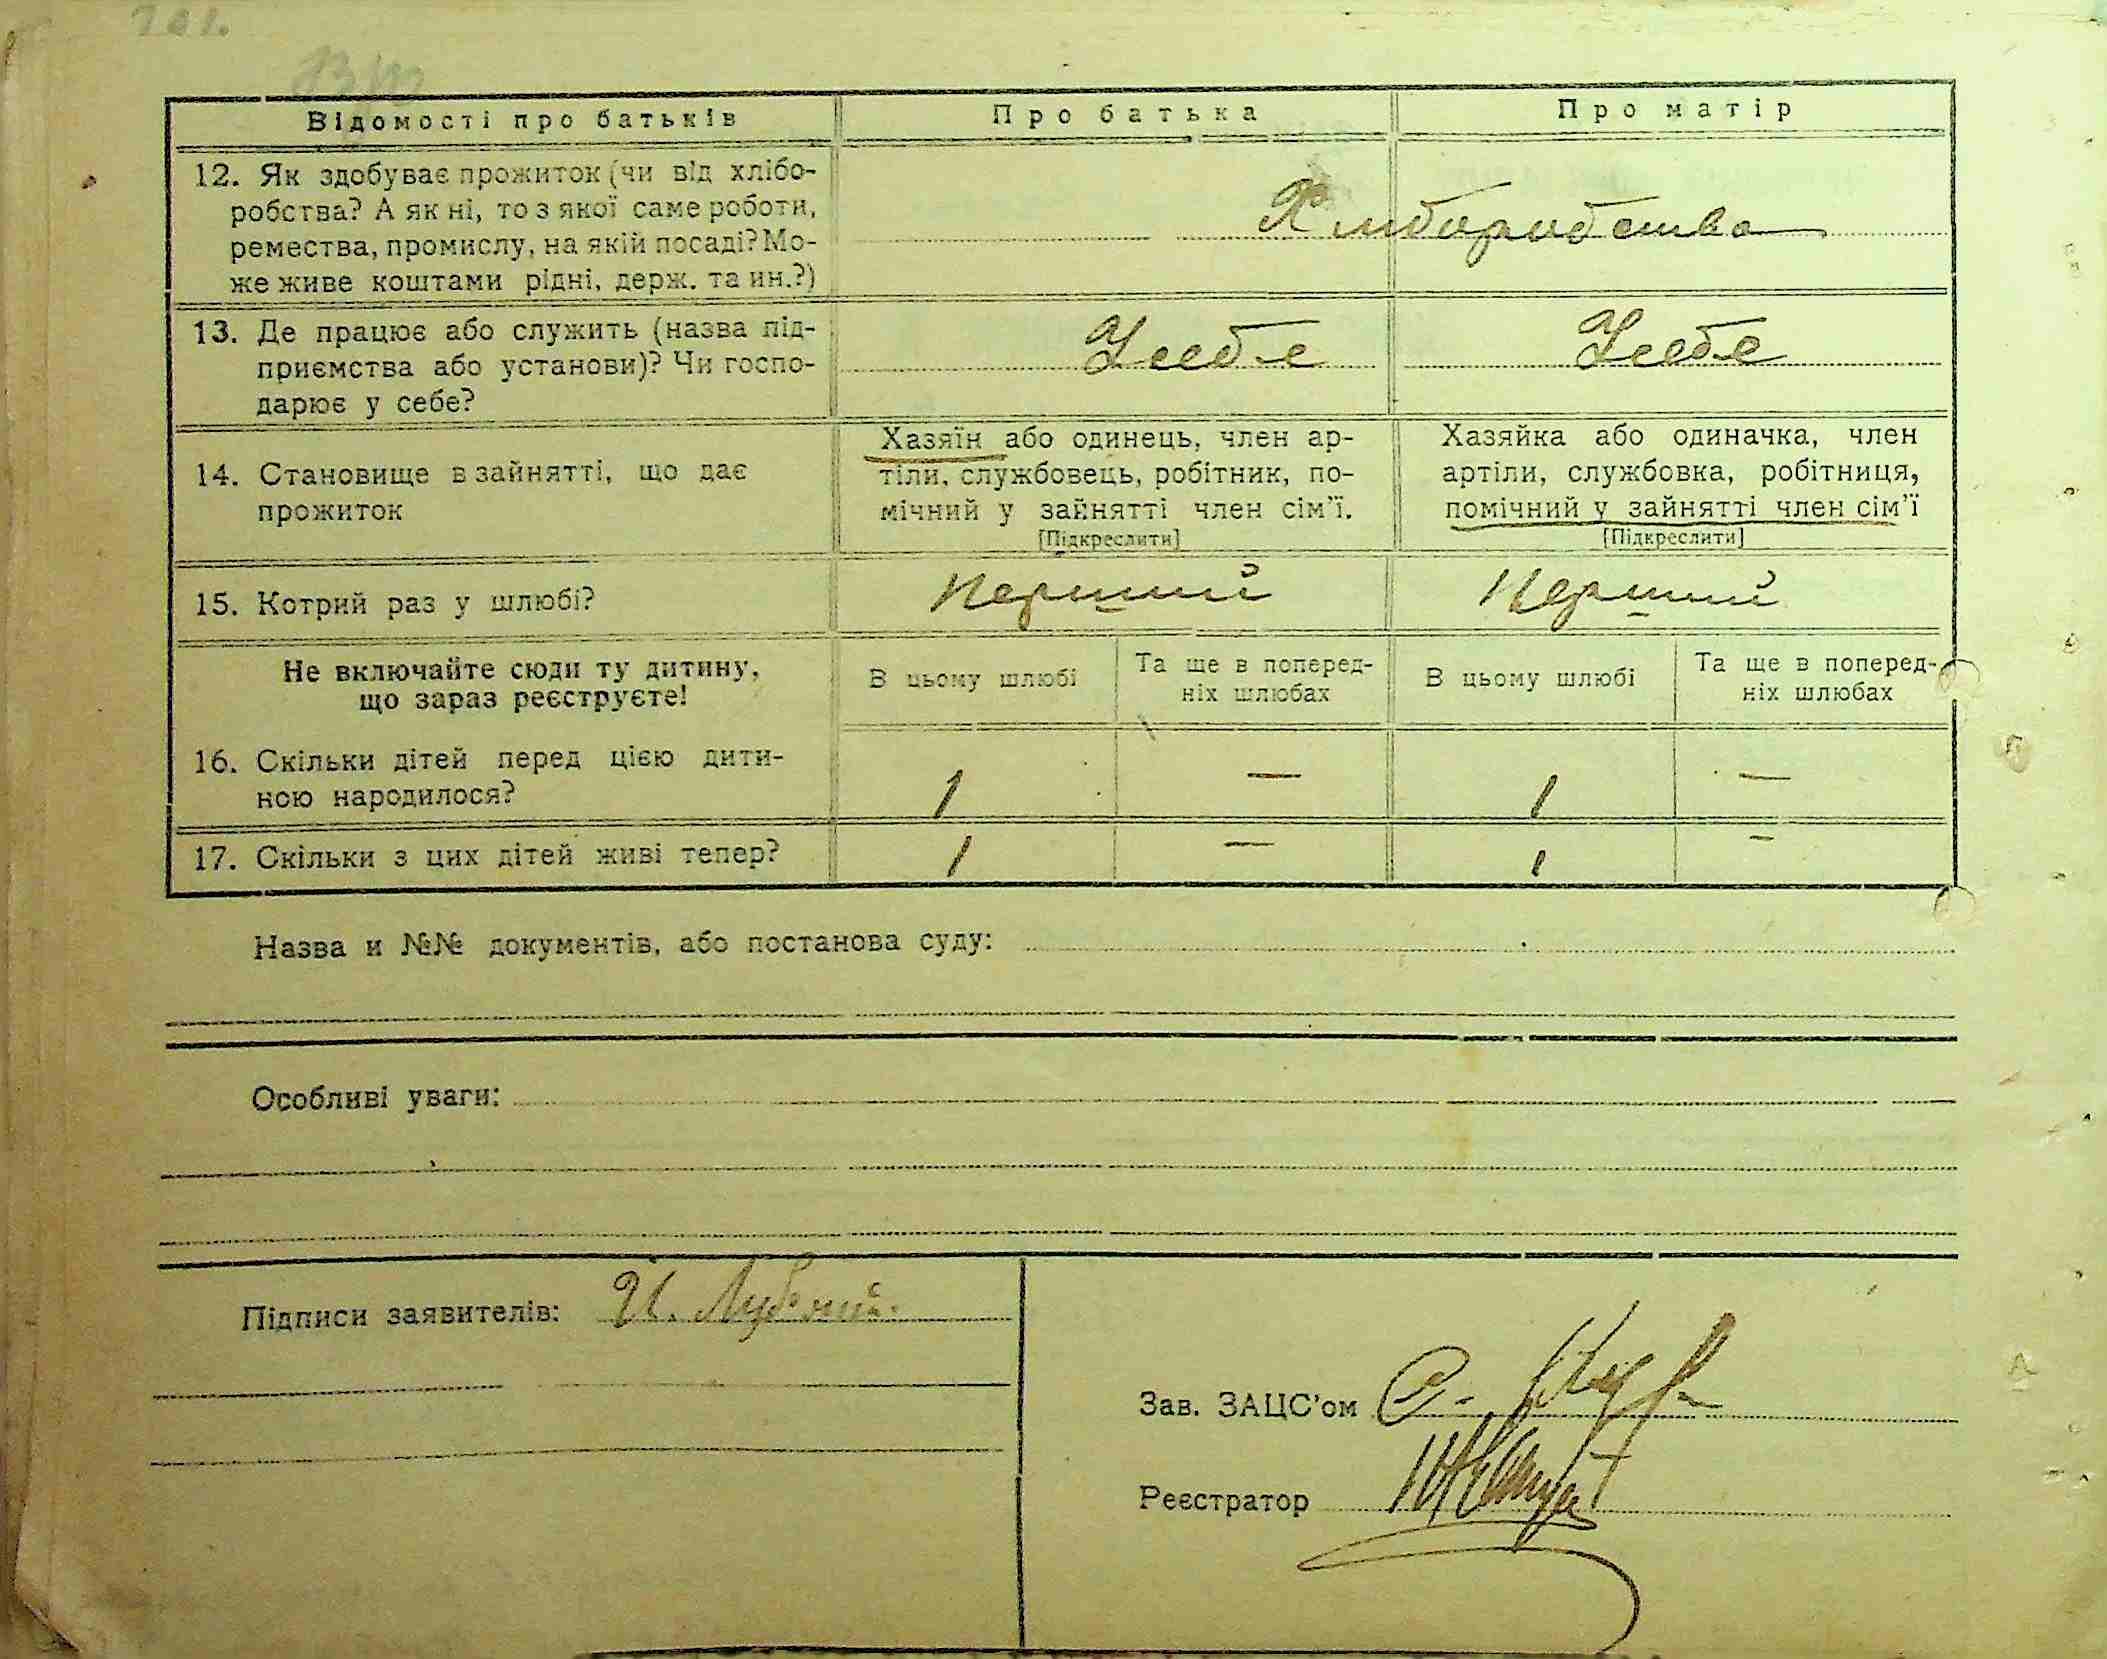 701.
Відомості про батьків
Про батька
Про матір
12. Як здобуває прожиток (чи від хлібо-
робства? А як ні, то з якої саме роботи,
ремества, промислу, на якій посаді? Мо-
же живе коштами рідні, держ. та ин.?)
Хлиборобства
13. Де працює або служить (назва під-
приємства або установи)? Чи госпо-
дарює у себе?
Усебе
Усебе
14. Становище в зайнятті, що дає
прожиток
Хазяїн або одинець, член ар-
тіли, службовець, робітник, по-
мічний у зайнятті член сім'ї.
[Підкреслити]
Хазяйка або одиначка, член
артіли, службовка, робітниця,
помічний у зайнятті член сім'ї
[Підкреслити]
15. Котрий раз у шлюбі?
Перший
Перший
Не включайте сюди ту дитину,
що зараз реєструєте!
В цьому шлюбі
Та ще в поперед-
ніх шлюбах
В цьому шлюбі
Та ще в поперед-
ніх шлюбах
16. Скільки дітей перед цією дити-
ною народилося?
1 — 1 —
17. Скільки з цих дітей живі тепер?
1 — 1 —
Назва и №№ документів, або постанова суду:
Особливі уваги:
Підписи заявителів: И.
Зав. ЗАЦС'ом
Реєстратор